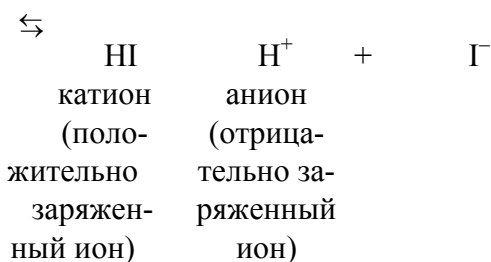 ⇆
HI H⁺ + I⁻
катион анион
(поло- (отрица-
жительно тельно за-
заряжен- ряженный
ный ион) ион)